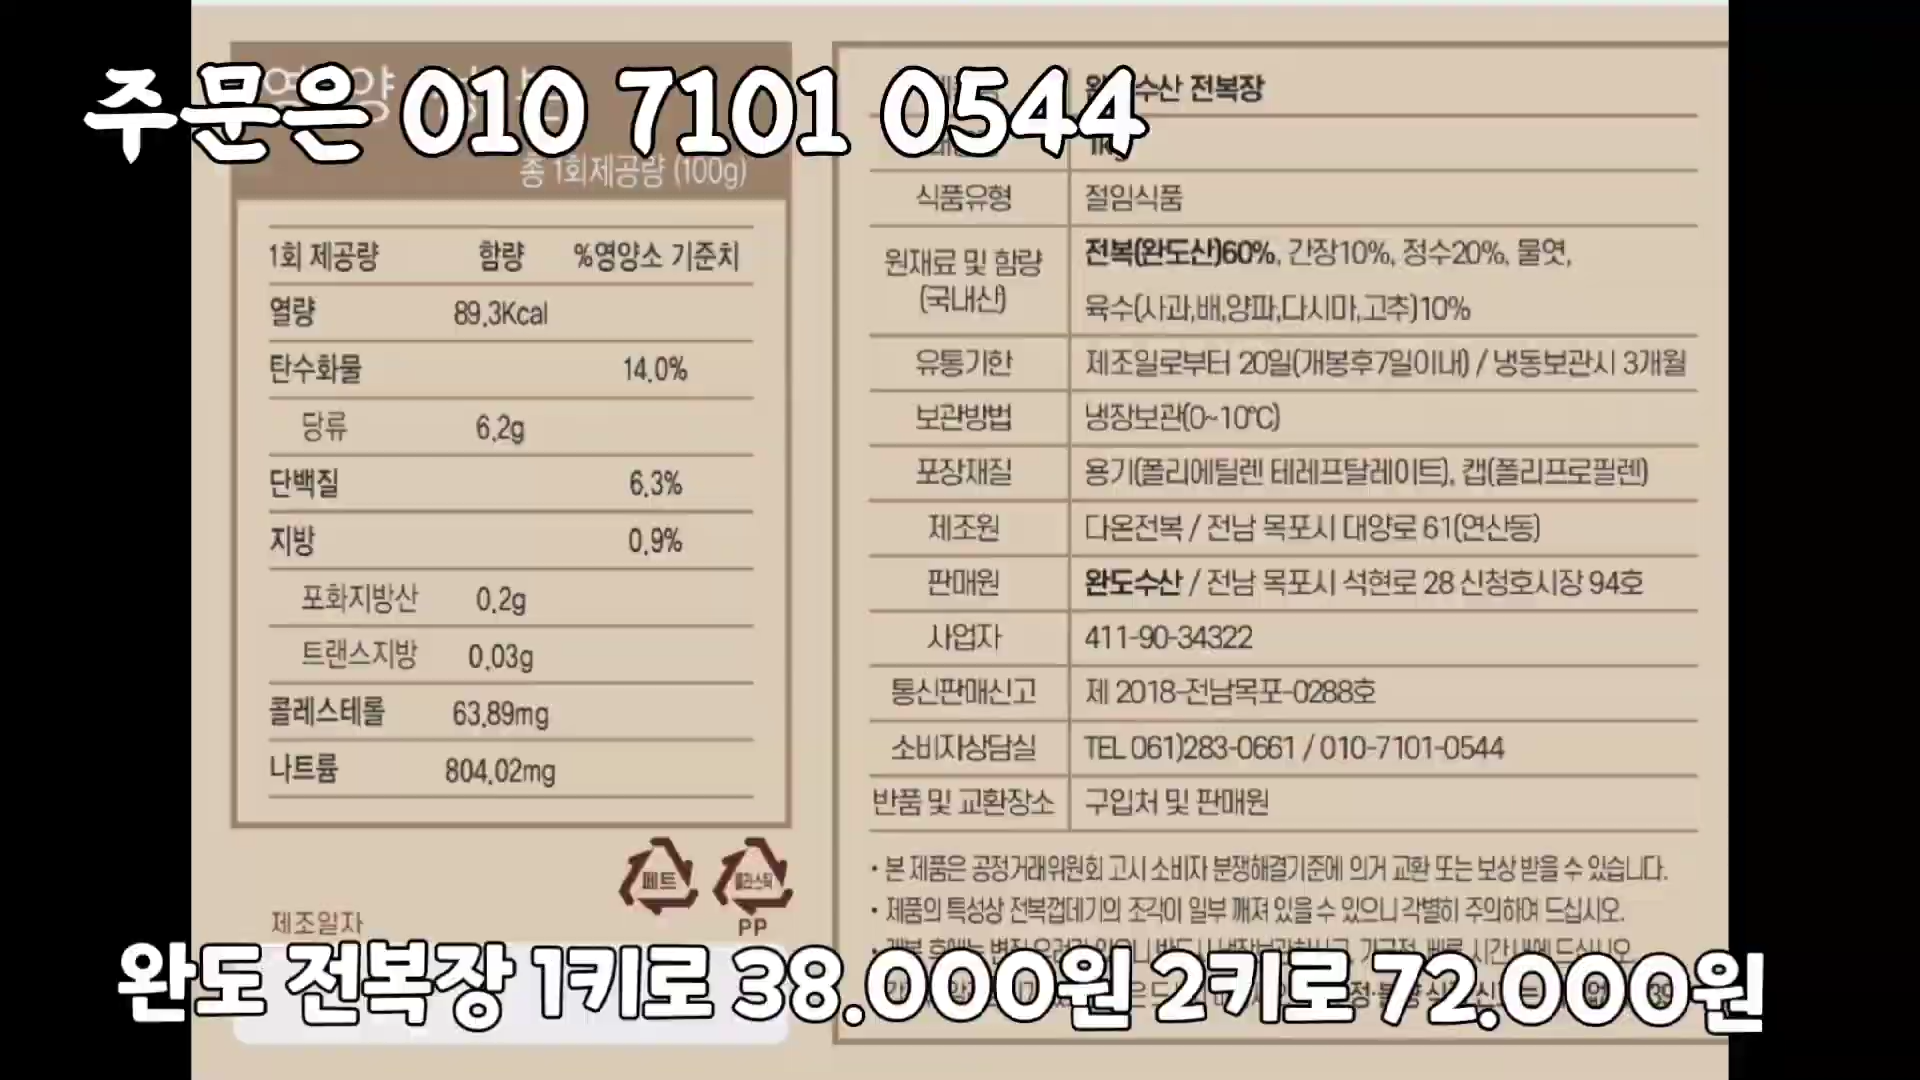 주문은 010 7101 0544
총 1회제공량 (100g)
1회 제공량 함량 %영양소 기준치
열량 89.3Kcal
탄수화물 14.0%
당류 6.2g
단백질 6.3%
지방 0.9%
포화지방산 0.2g
트랜스지방 0.03g
콜레스테롤 63.89mg
나트륨 804.02mg
페트
플라스틱
PP
제조일자
수산 전복장
1kg
식품유형 절임식품
원재료 및 함량 (국내산) 전복(완도산)60%, 간장10%, 정수20%, 물엿,
육수(사과,배,양파,다시마,고추)10%
유통기한 제조일로부터 20일(개봉후7일이내) / 냉동보관시 3개월
보관방법 냉장보관(0~10℃)
포장재질 용기(폴리에틸렌 테레프탈레이트), 캡(폴리프로필렌)
제조원 다온전복 / 전남 목포시 대양로 61(연산동)
판매원 완도수산 / 전남 목포시 석현로 28 신청호시장 94호
사업자 411-90-34322
통신판매신고 제 2018-전남목포-0288호
소비자상담실 TEL 061)283-0661 / 010-7101-0544
반품 및 교환장소 구입처 및 판매원
• 본 제품은 공정거래위원회 고시 소비자 분쟁해결기준에 의거 교환 또는 보상 받을 수 있습니다.
• 제품의 특성상 전복껍데기의 조각이 일부 깨져 있을 수 있으니 각별히 주의하여 드십시오.
완도 전복장 1키로 38.000원 2키로 72.000원